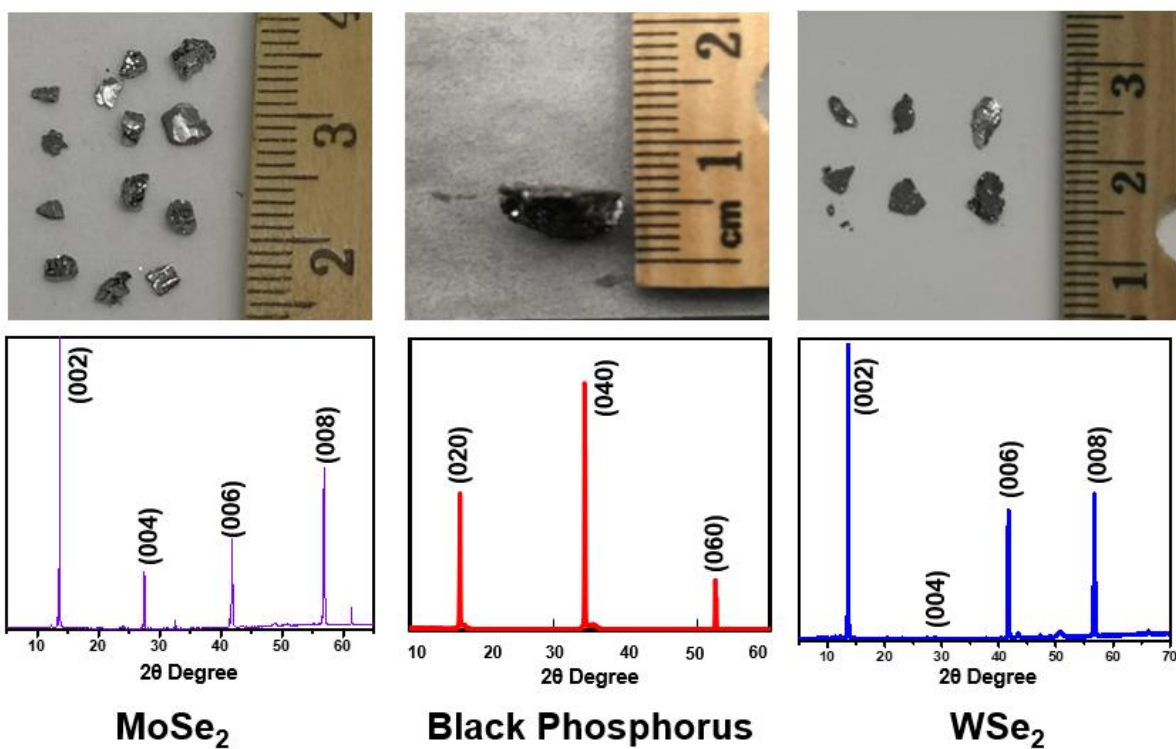 4
3
2
2
1
cm
3
2
1
(002)
(004)
(006)
(008)
10 20 30 40 50 60
2θ Degree
(020)
(040)
(060)
10 20 30 40 50 60
2θ Degree
(002)
(004)
(006)
(008)
10 20 30 40 50 60 70
2θ Degree
MoSe₂
Black Phosphorus
WSe₂